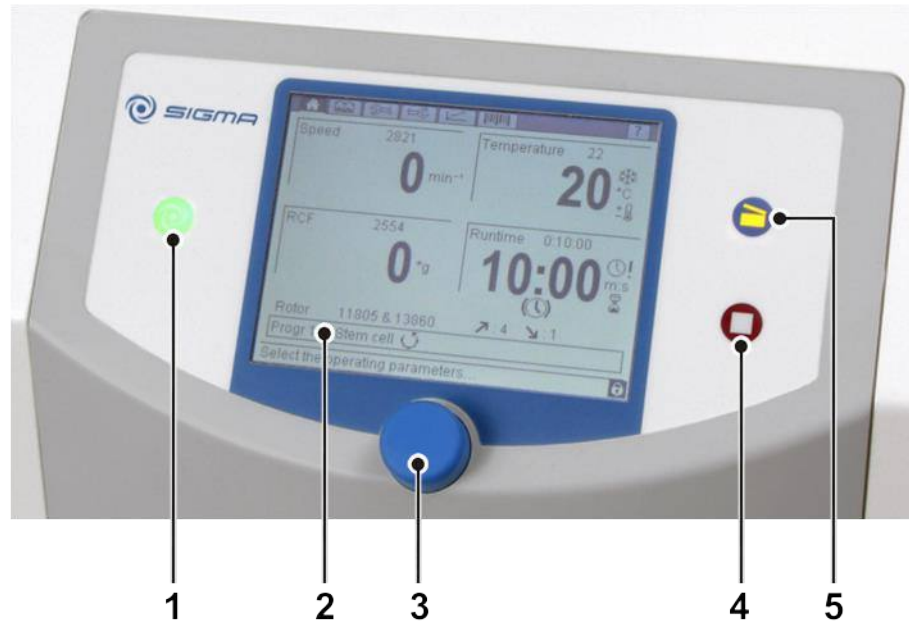 SIGMA
?
Speed 2821
0 min⁻¹
Temperature 22
20 °C
RCF 2554
0 *g
Runtime 0:10:00
10:00 m:s
Rotor 11805 & 13860 : 4 : 1
Progr Stem cell
Select the operating parameters...
1 2 3 4 5